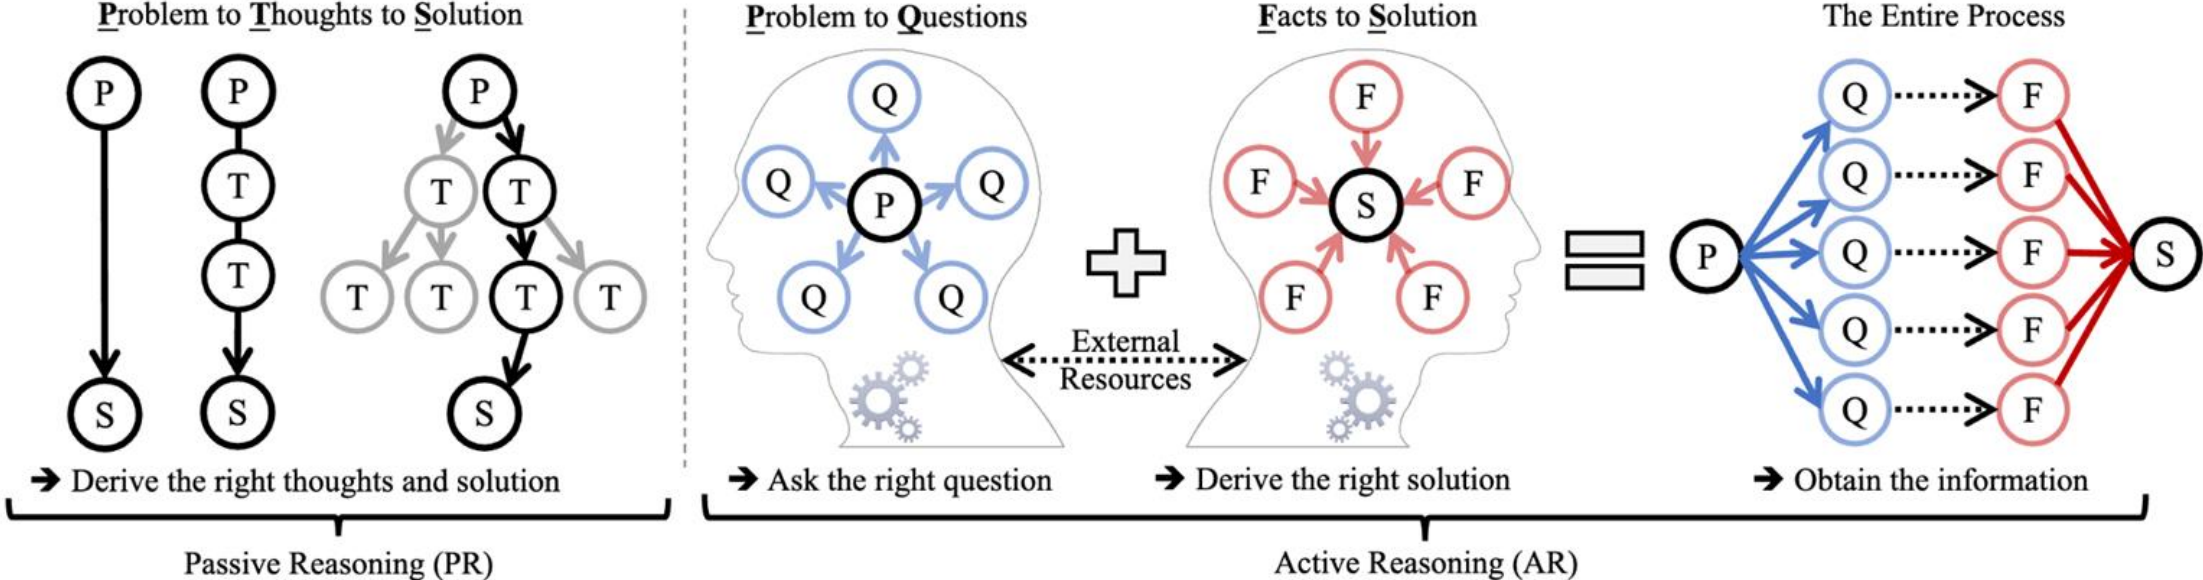 Problem to Thoughts to Solution
P
S
P
T
T
S
P
T T
T T T T
S
➔ Derive the right thoughts and solution
Passive Reasoning (PR)
Problem to Questions
Q
Q Q
P
Q Q
➔ Ask the right question
External
Resources
Facts to Solution
F
F F
S
F F
➔ Derive the right solution
The Entire Process
Q F
Q F
P Q F S
Q F
Q F
➔ Obtain the information
Active Reasoning (AR)